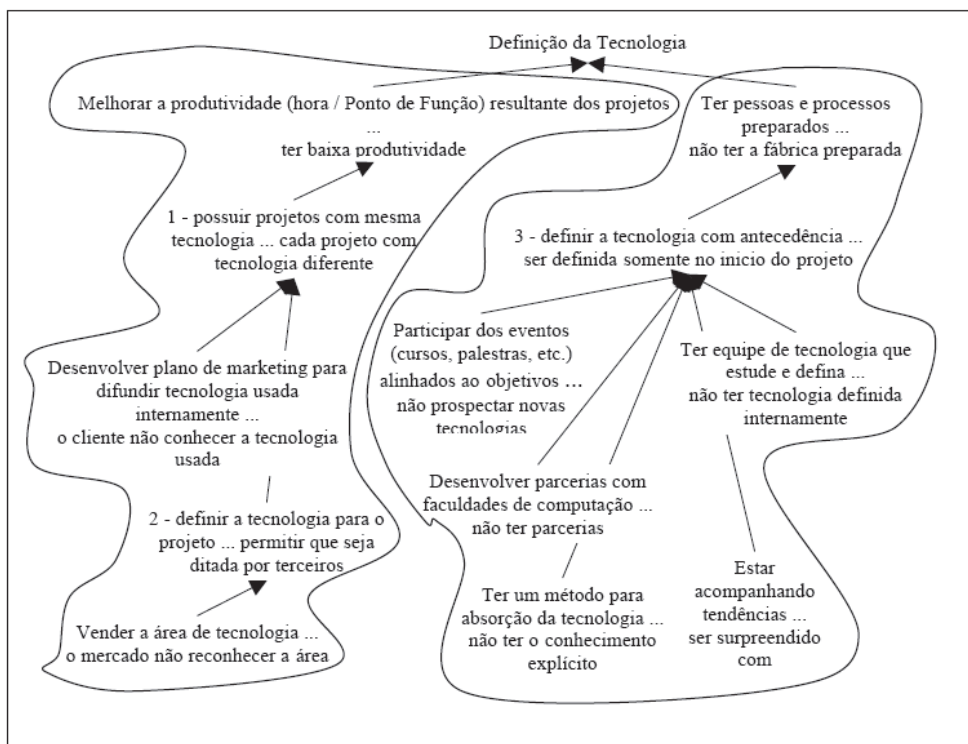 Definição da Tecnologia
Melhorar a produtividade (hora / Ponto de Função) resultante dos projetos
...
ter baixa produtividade
1 - possuir projetos com mesma
tecnologia ... cada projeto com
tecnologia diferente
Desenvolver plano de marketing para
difundir tecnologia usada
internamente ...
o cliente não conhecer a tecnologia
usada
2 - definir a tecnologia para o
projeto ... permitir que seja
ditada por terceiros
Vender a área de tecnologia ...
o mercado não reconhecer a área
Ter pessoas e processos
preparados ...
não ter a fábrica preparada
3 - definir a tecnologia com antecedência ...
ser definida somente no inicio do projeto
Participar dos eventos
(cursos, palestras, etc.)
alinhados ao objetivos ...
não prospectar novas
tecnologias
Ter equipe de tecnologia que
estude e defina ...
não ter tecnologia definida
internamente
Desenvolver parcerias com
faculdades de computação ...
não ter parcerias
Ter um método para
absorção da tecnologia ...
não ter o conhecimento
explícito
Estar
acompanhando
tendências ...
ser surpreendido
com